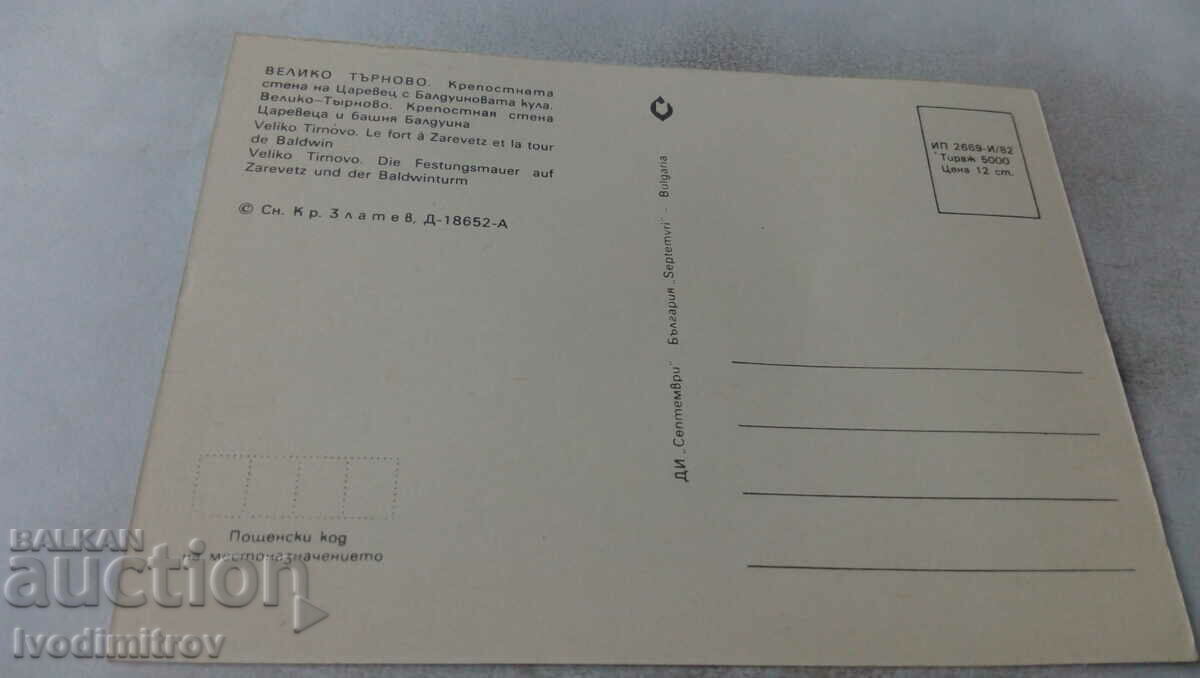 ВЕЛИКО ТЪРНОВО. Крепостната
стена на Царевец с Балдуиновата кула.
Велико-Тырново. Крепостная стена
Царевеца и башня Балдуина
Veliko Tirnovo. Le fort à Zarevetz et la tour
de Baldwin
Veliko Tirnovo. Die Festungsmauer auf
Zarevetz und der Baldwinturm
© Сн. Кр. Златев, Д-18652-А
Пощенски код
на местоназначението
ДИ „Септември" България „Septemvri" - Bulgaria
ИП 2669-И/82
Тираж 5000
Цена 12 ст.
BALKAN
auction
Ivodimitrov